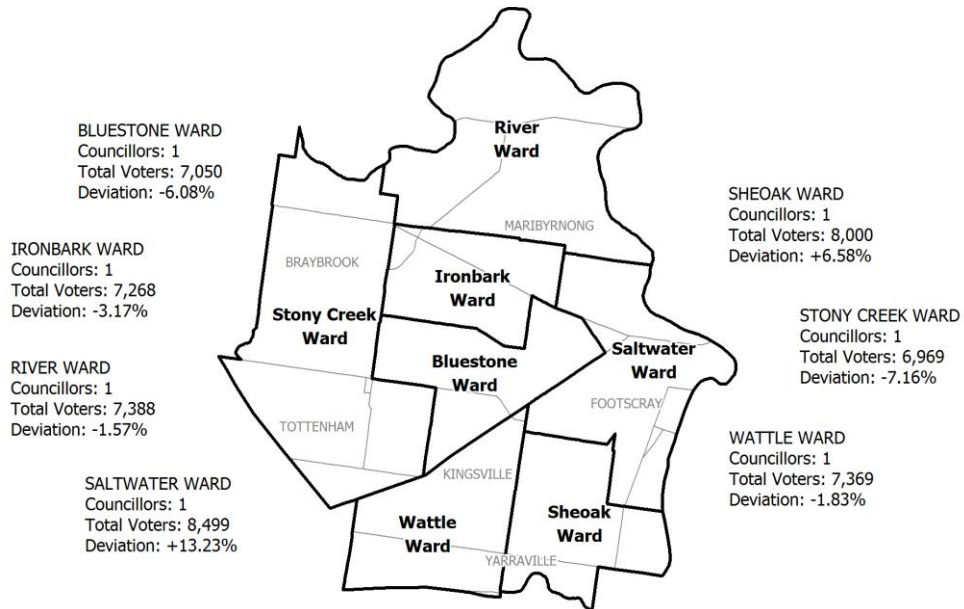 BLUESTONE WARD
Councillors: 1
Total Voters: 7,050
Deviation: -6.08%
IRONBARK WARD
Councillors: 1
Total Voters: 7,268
Deviation: -3.17%
RIVER WARD
Councillors: 1
Total Voters: 7,388
Deviation: -1.57%
SALTWATER WARD
Councillors: 1
Total Voters: 8,499
Deviation: +13.23%
River
Ward
MARIBYRNONG
BRAYBROOK
Ironbark
Ward
Stony Creek
Ward
Bluestone
Ward
Saltwater
Ward
FOOTSCRAY
TOTTENHAM
KINGSVILLE
Wattle
Ward
Sheoak
Ward
YARRAVILLE
SHEOAK WARD
Councillors: 1
Total Voters: 8,000
Deviation: +6.58%
STONY CREEK WARD
Councillors: 1
Total Voters: 6,969
Deviation: -7.16%
WATTLE WARD
Councillors: 1
Total Voters: 7,369
Deviation: -1.83%